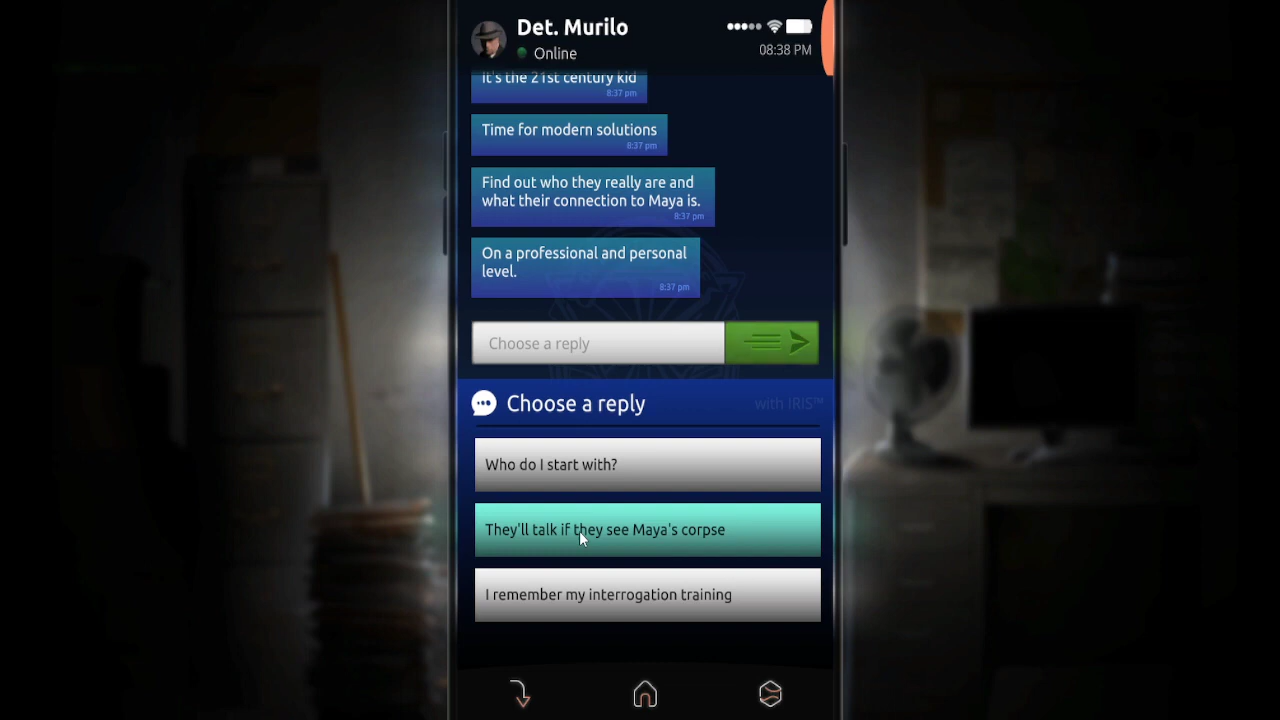 Det. Murilo
Online
08:38 PM
It's the 21st century kid
8:37 pm
Time for modern solutions
8:37 pm
Find out who they really are and
what their connection to Maya is.
8:37 pm
On a professional and personal
level.
8:37 pm
Choose a reply
Choose a reply
with IRIS™
Who do I start with?
They'll talk if they see Maya's corpse
I remember my interrogation training